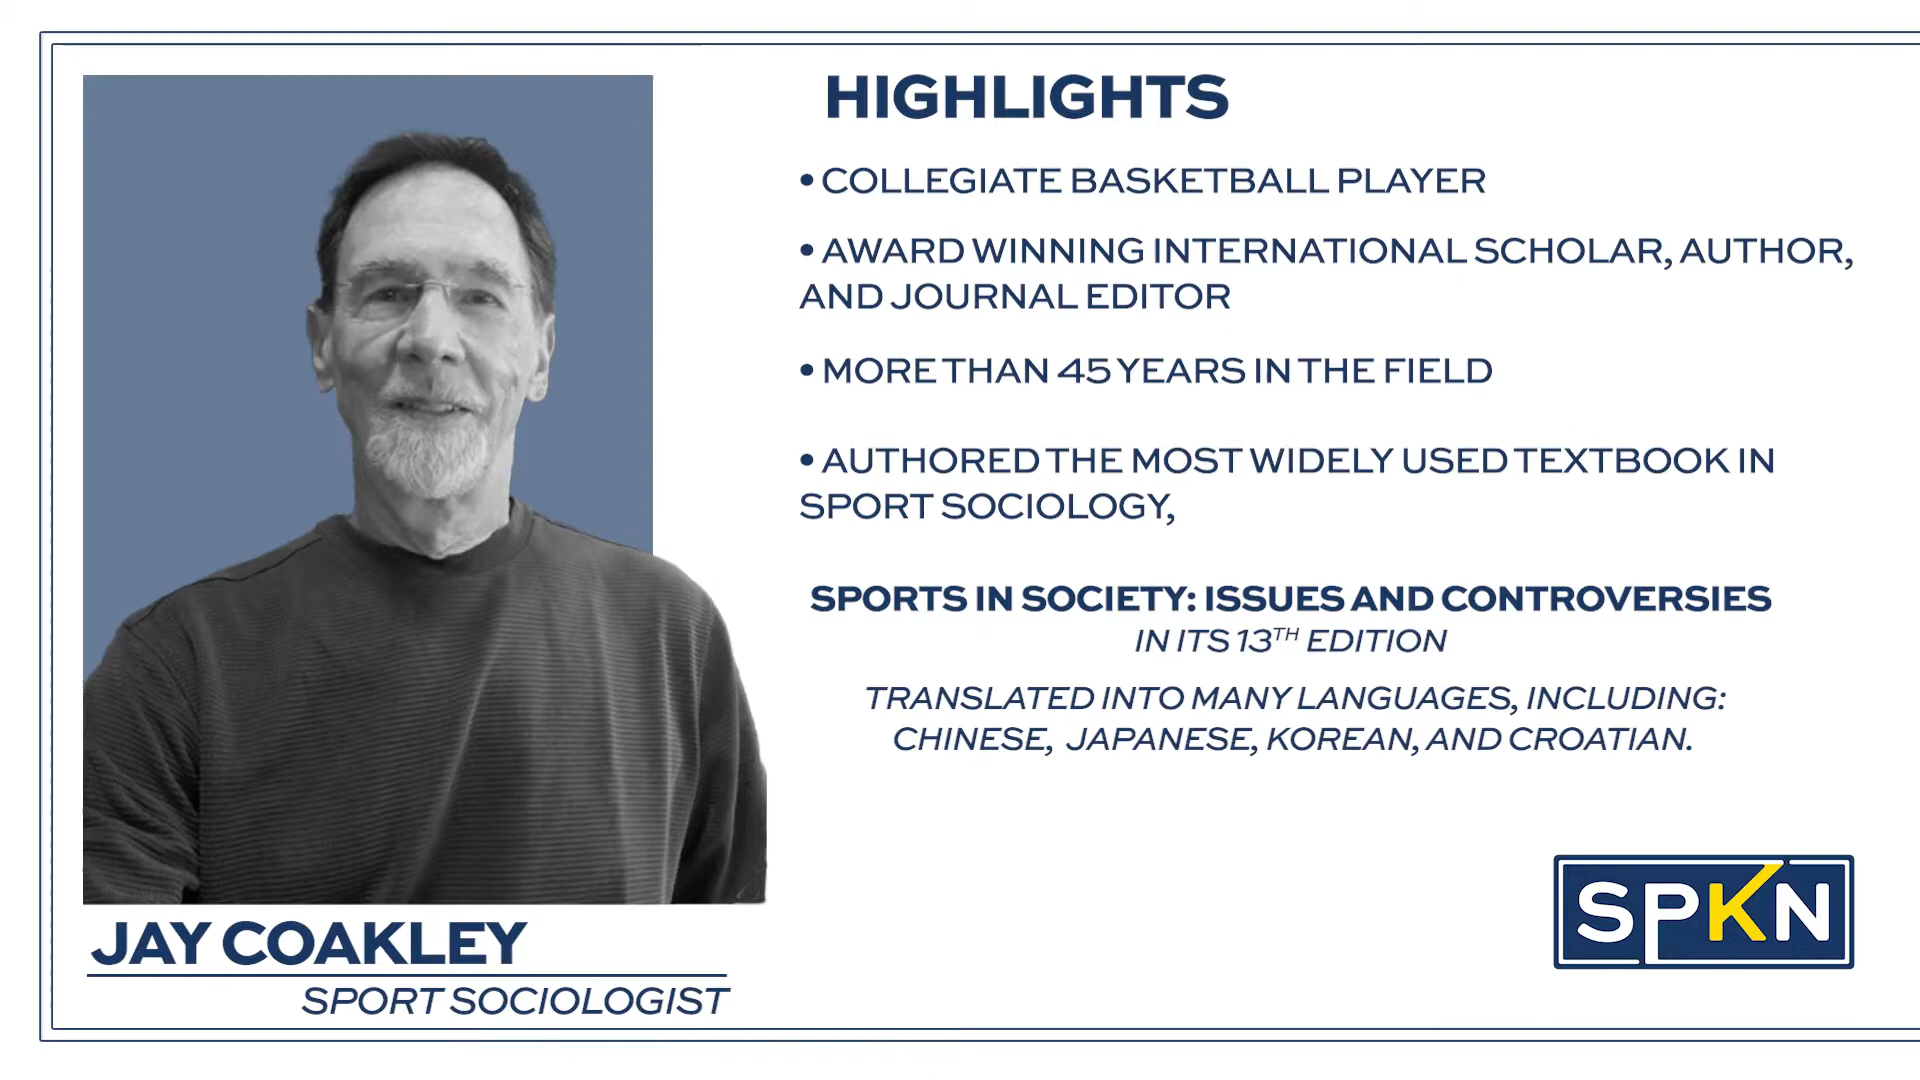 HIGHLIGHTS
• COLLEGIATE BASKETBALL PLAYER
• AWARD WINNING INTERNATIONAL SCHOLAR, AUTHOR,
AND JOURNAL EDITOR
• MORE THAN 45 YEARS IN THE FIELD
• AUTHORED THE MOST WIDELY USED TEXTBOOK IN
SPORT SOCIOLOGY,
SPORTS IN SOCIETY: ISSUES AND CONTROVERSIES
IN ITS 13TH EDITION
TRANSLATED INTO MANY LANGUAGES, INCLUDING:
CHINESE, JAPANESE, KOREAN, AND CROATIAN.
JAY COAKLEY
SPORT SOCIOLOGIST
SPKN